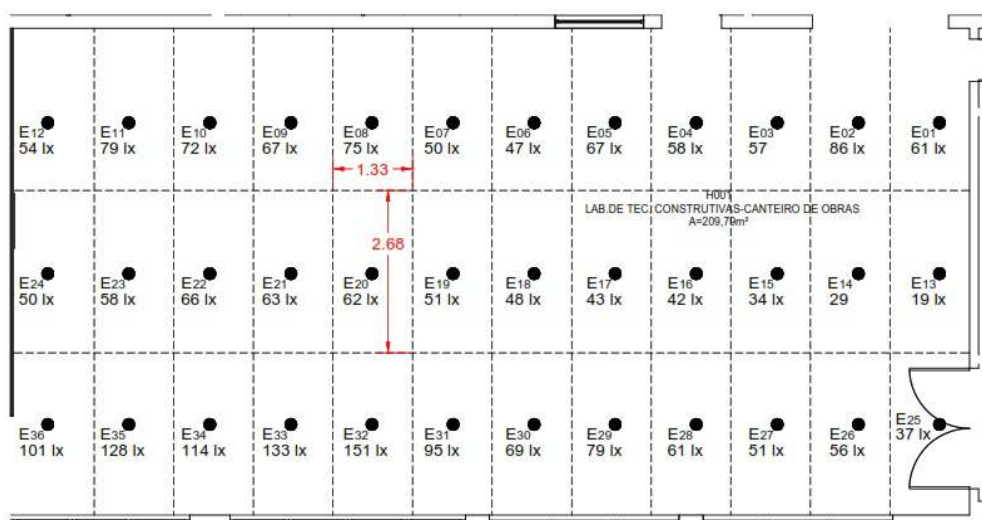 E12 E11 E10 E09 E08 E07 E06 E05 E04 E03 E02 E01
54 lx 79 lx 72 lx 67 lx 75 lx 50 lx 47 lx 67 lx 58 lx 57 86 lx 61 lx
1.33
H001
LAB.DE TEC. CONSTRUTIVAS-CANTEIRO DE OBRAS
A=209,79m²
2.68
E24 E23 E22 E21 E20 E19 E18 E17 E16 E15 E14 E13
50 lx 58 lx 66 lx 63 lx 62 lx 51 lx 48 lx 43 lx 42 lx 34 lx 29 19 lx
E36 E35 E34 E33 E32 E31 E30 E29 E28 E27 E26 E25
101 lx 128 lx 114 lx 133 lx 151 lx 95 lx 69 lx 79 lx 61 lx 51 lx 56 lx 37 lx